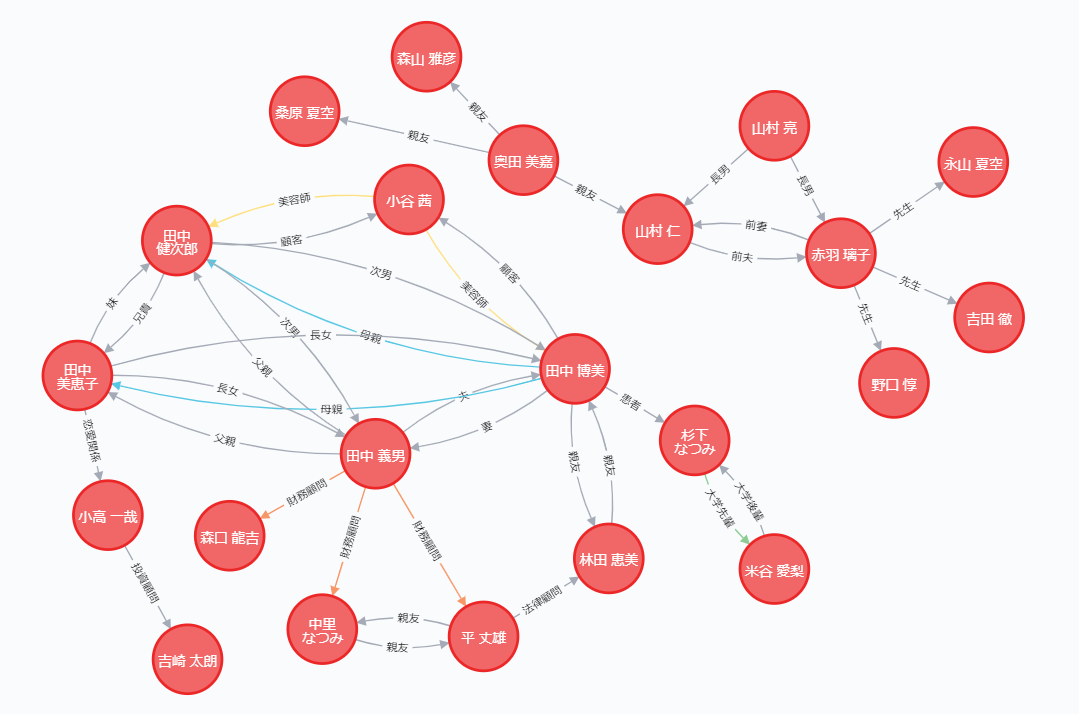 森山 雅彦
桑原 夏空
親友
親友
奥田 美嘉
山村 亮
永山 夏空
親友
長男
長男
先生
美容師
小谷 茜
山村 仁
前妻
前夫
赤羽 璃子
田中
健次郎
顧客
次男
顧客
美容師
先生
先生
吉田 徹
野口 惇
妹
兄貴
次男
長女
母親
父親
田中
美恵子
長女
母親
父親
田中 博美
夫
妻
患者
杉下
なつみ
田中 義男
恋愛関係
親友
親友
大学先輩
大学後輩
小高 一哉
森口 龍吉
財務顧問
財務顧問
財務顧問
林田 恵美
米谷 愛梨
投資顧問
法律顧問
中里
なつみ
親友
親友
平 丈雄
吉崎 太朗